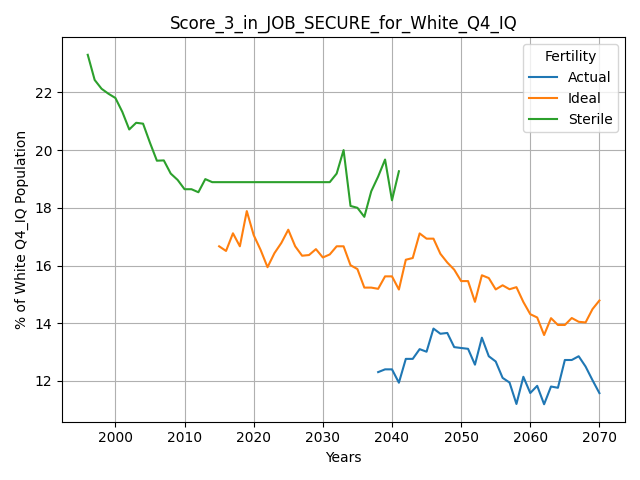 Score_3_in_JOB_SECURE_for_White_Q4_IQ
Fertility
Actual
Ideal
Sterile
% of White Q4_IQ Population
22
20
18
16
14
12
2000 2010 2020 2030 2040 2050 2060 2070
Years